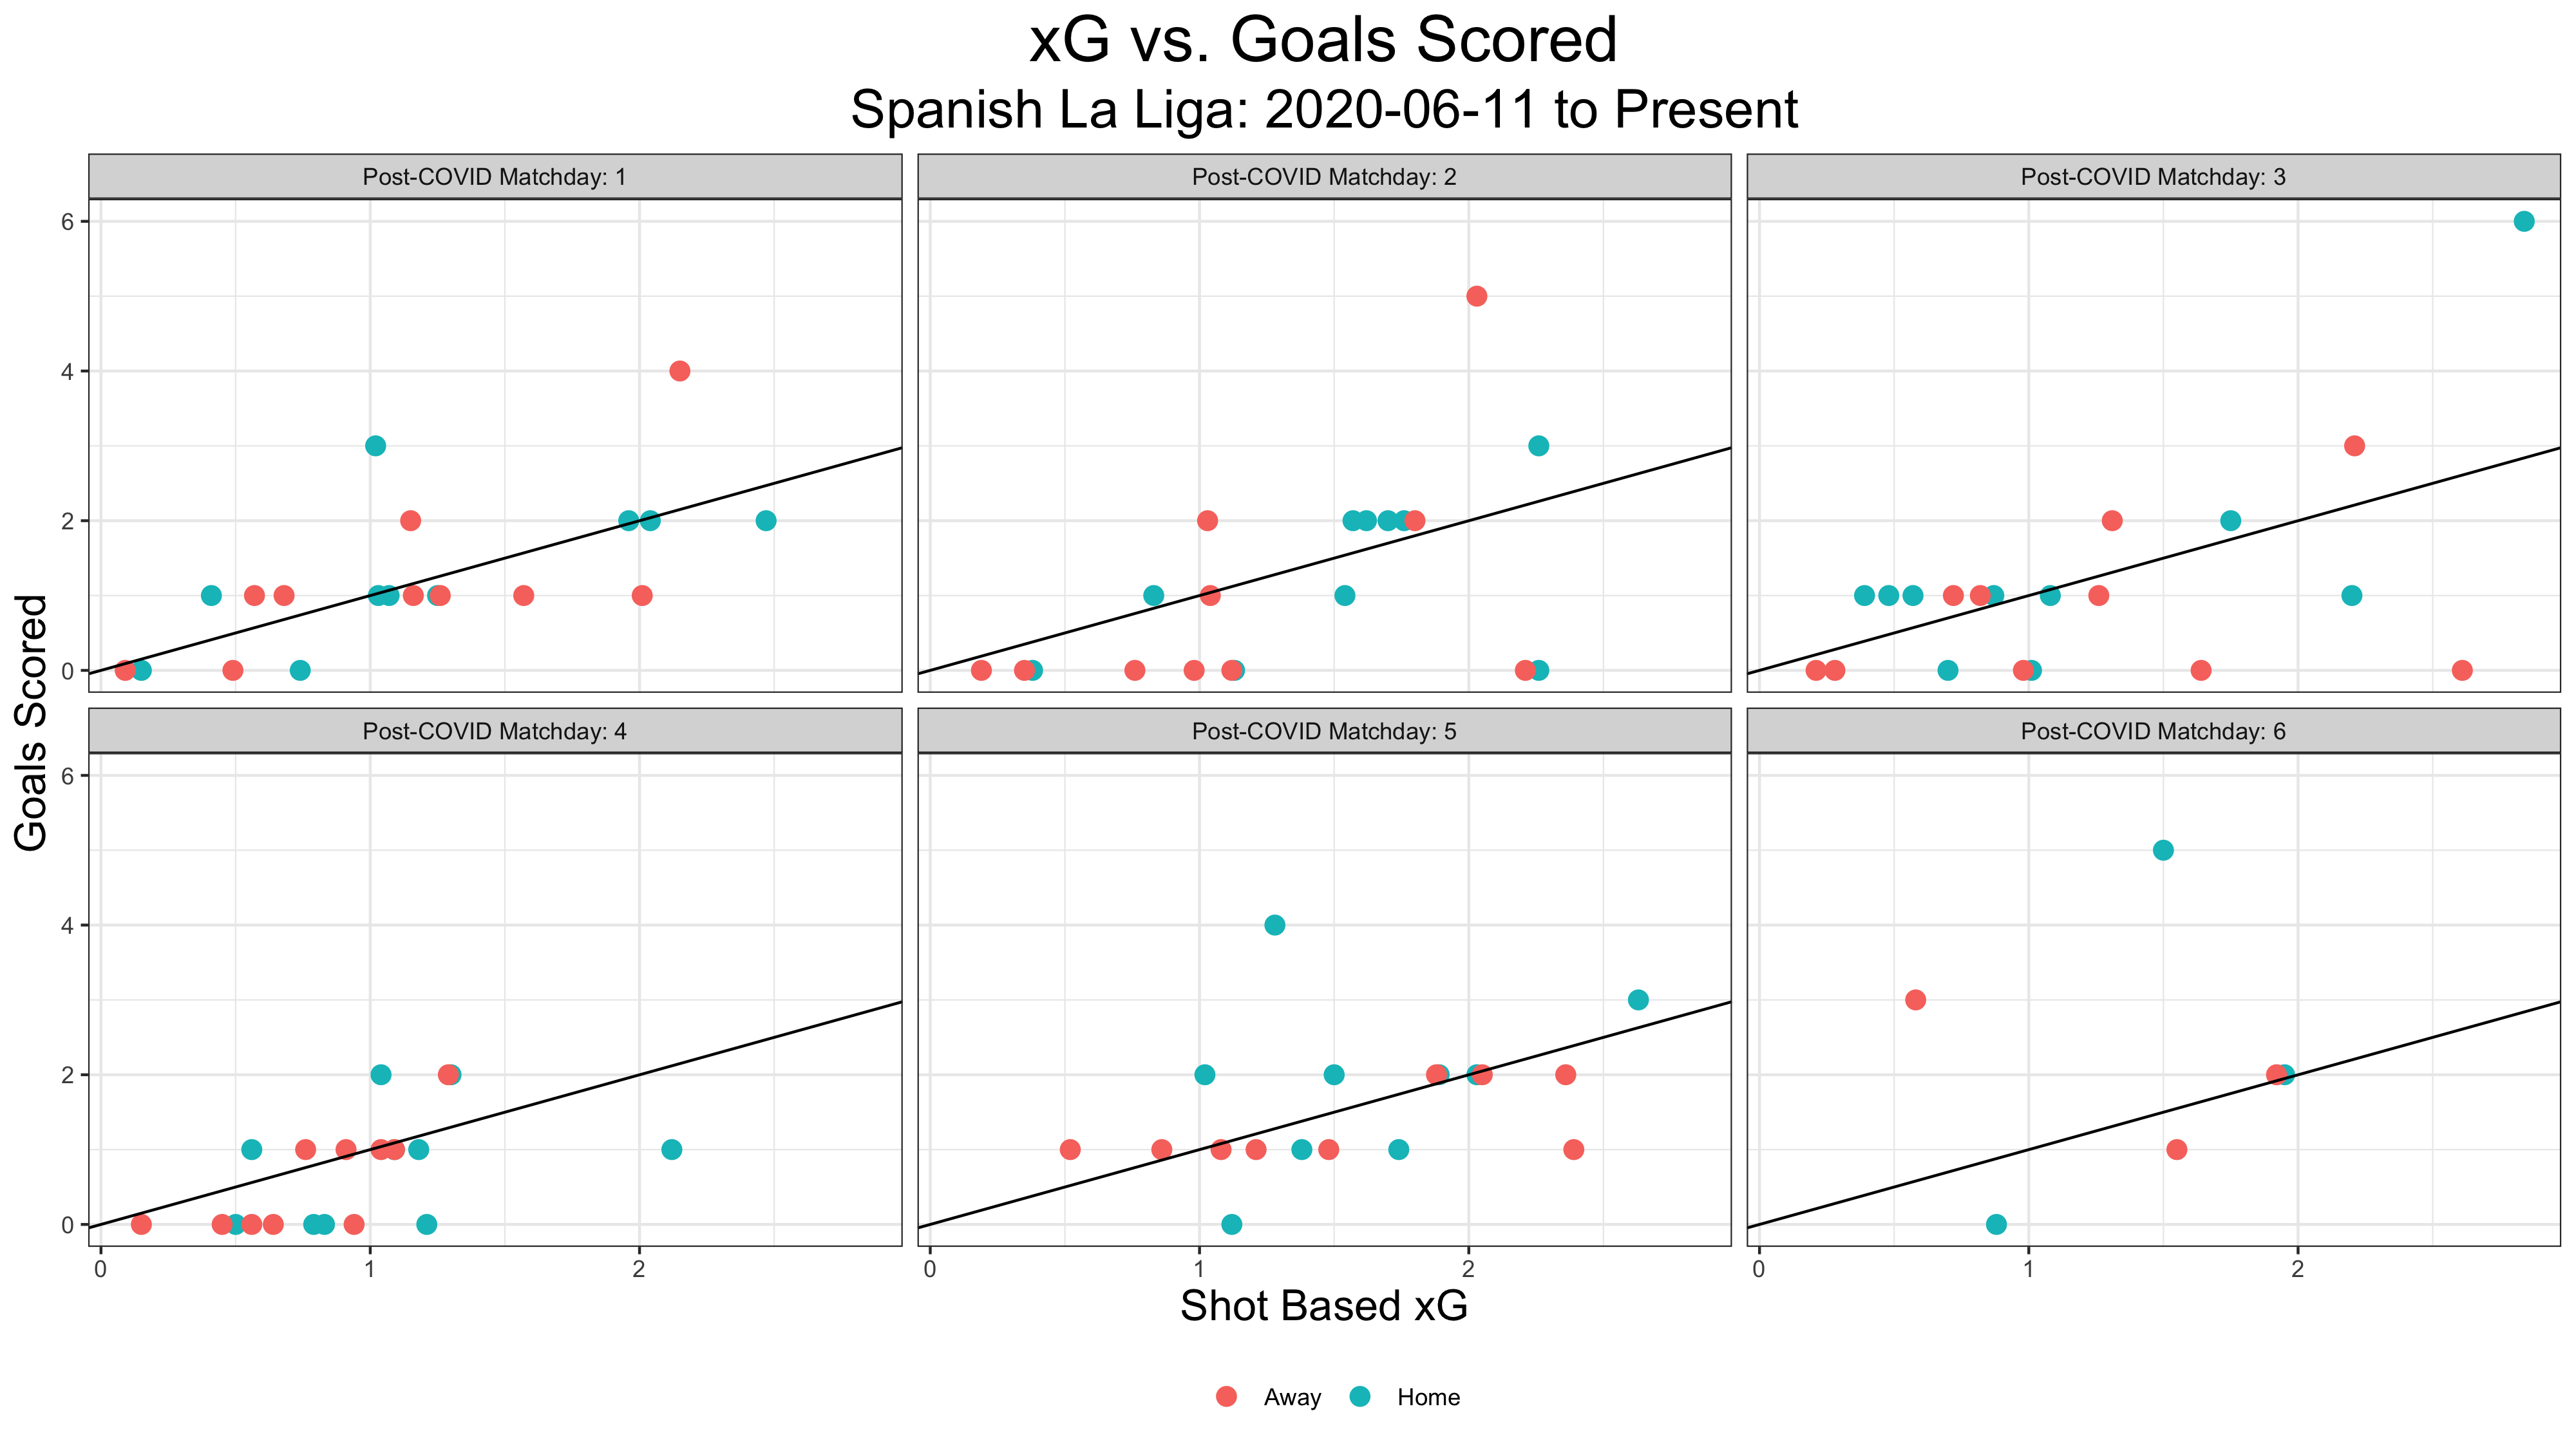 xG vs. Goals Scored
Spanish La Liga: 2020-06-11 to Present
Post-COVID Matchday: 1
Post-COVID Matchday: 2
Post-COVID Matchday: 3
6
4
2
0
Goals Scored
Post-COVID Matchday: 4
Post-COVID Matchday: 5
Post-COVID Matchday: 6
6
4
2
0
0 1 2
0 1 2
0 1 2
Shot Based xG
Away Home